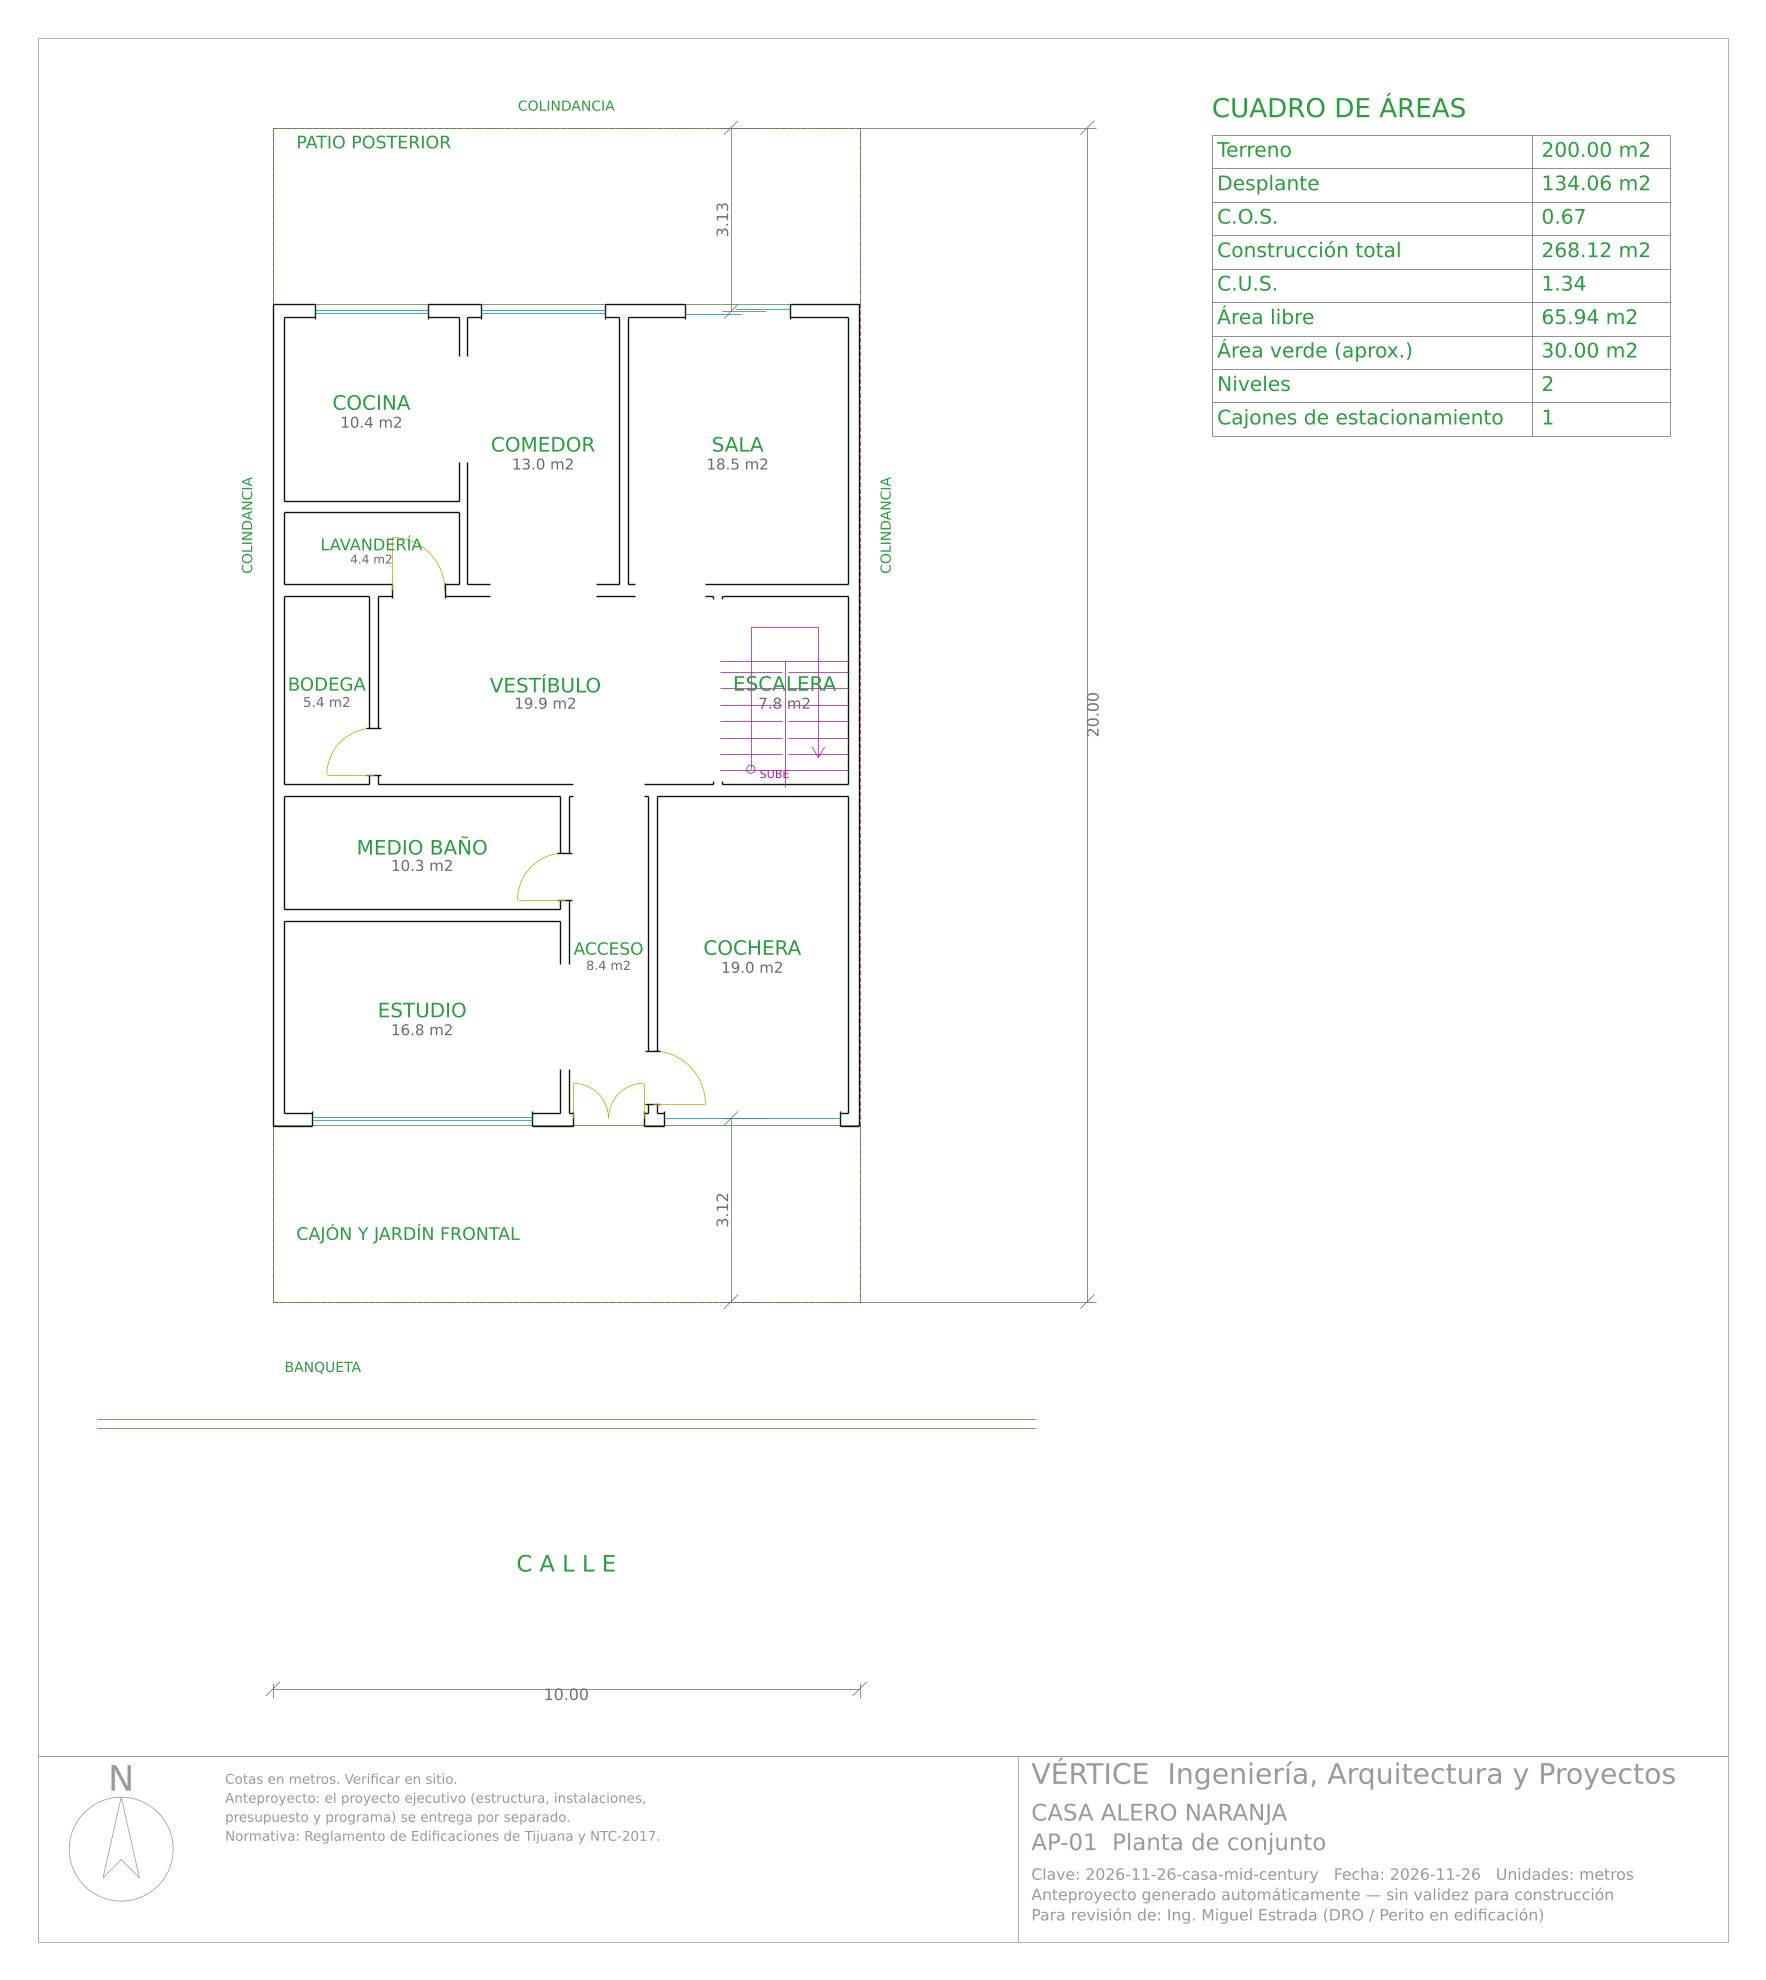 COLINDANCIA
PATIO POSTERIOR
3.13
COCINA
10.4 m2
COMEDOR
13.0 m2
SALA
18.5 m2
COLINDANCIA
COLINDANCIA
LAVANDERÍA
4.4 m2
BODEGA
5.4 m2
VESTÍBULO
19.9 m2
ESCALERA
7.8 m2
SUBE
20.00
MEDIO BAÑO
10.3 m2
ACCESO
8.4 m2
COCHERA
19.0 m2
ESTUDIO
16.8 m2
3.12
CAJÓN Y JARDÍN FRONTAL
BANQUETA
C A L L E
10.00
CUADRO DE ÁREAS
Terreno 200.00 m2
Desplante 134.06 m2
C.O.S. 0.67
Construcción total 268.12 m2
C.U.S. 1.34
Área libre 65.94 m2
Área verde (aprox.) 30.00 m2
Niveles 2
Cajones de estacionamiento 1
N
Cotas en metros. Verificar en sitio.
Anteproyecto: el proyecto ejecutivo (estructura, instalaciones,
presupuesto y programa) se entrega por separado.
Normativa: Reglamento de Edificaciones de Tijuana y NTC-2017.
VÉRTICE Ingeniería, Arquitectura y Proyectos
CASA ALERO NARANJA
AP-01 Planta de conjunto
Clave: 2026-11-26-casa-mid-century Fecha: 2026-11-26 Unidades: metros
Anteproyecto generado automáticamente — sin validez para construcción
Para revisión de: Ing. Miguel Estrada (DRO / Perito en edificación)